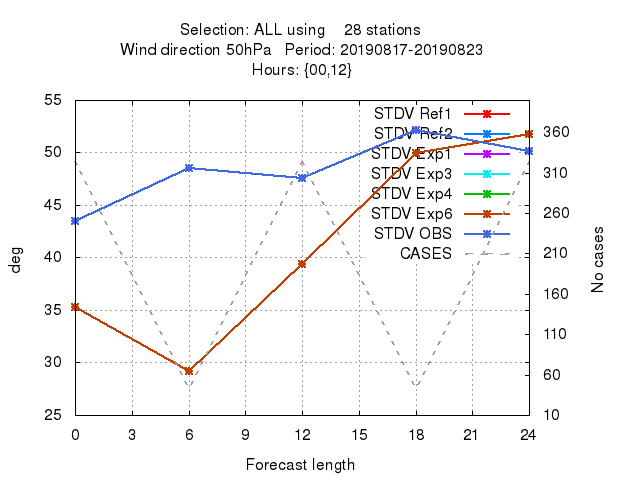 Selection: ALL using    28 stations
Wind direction 50hPa   Period: 20190817-20190823
Hours: {00,12}
55
50
45
40
35
30
25
deg
0 3 6 9 12 15 18 21 24
Forecast length
360
310
260
210
160
110
60
10
No cases
STDV Ref1
STDV Ref2
STDV Exp1
STDV Exp3
STDV Exp4
STDV Exp6
STDV OBS
CASES